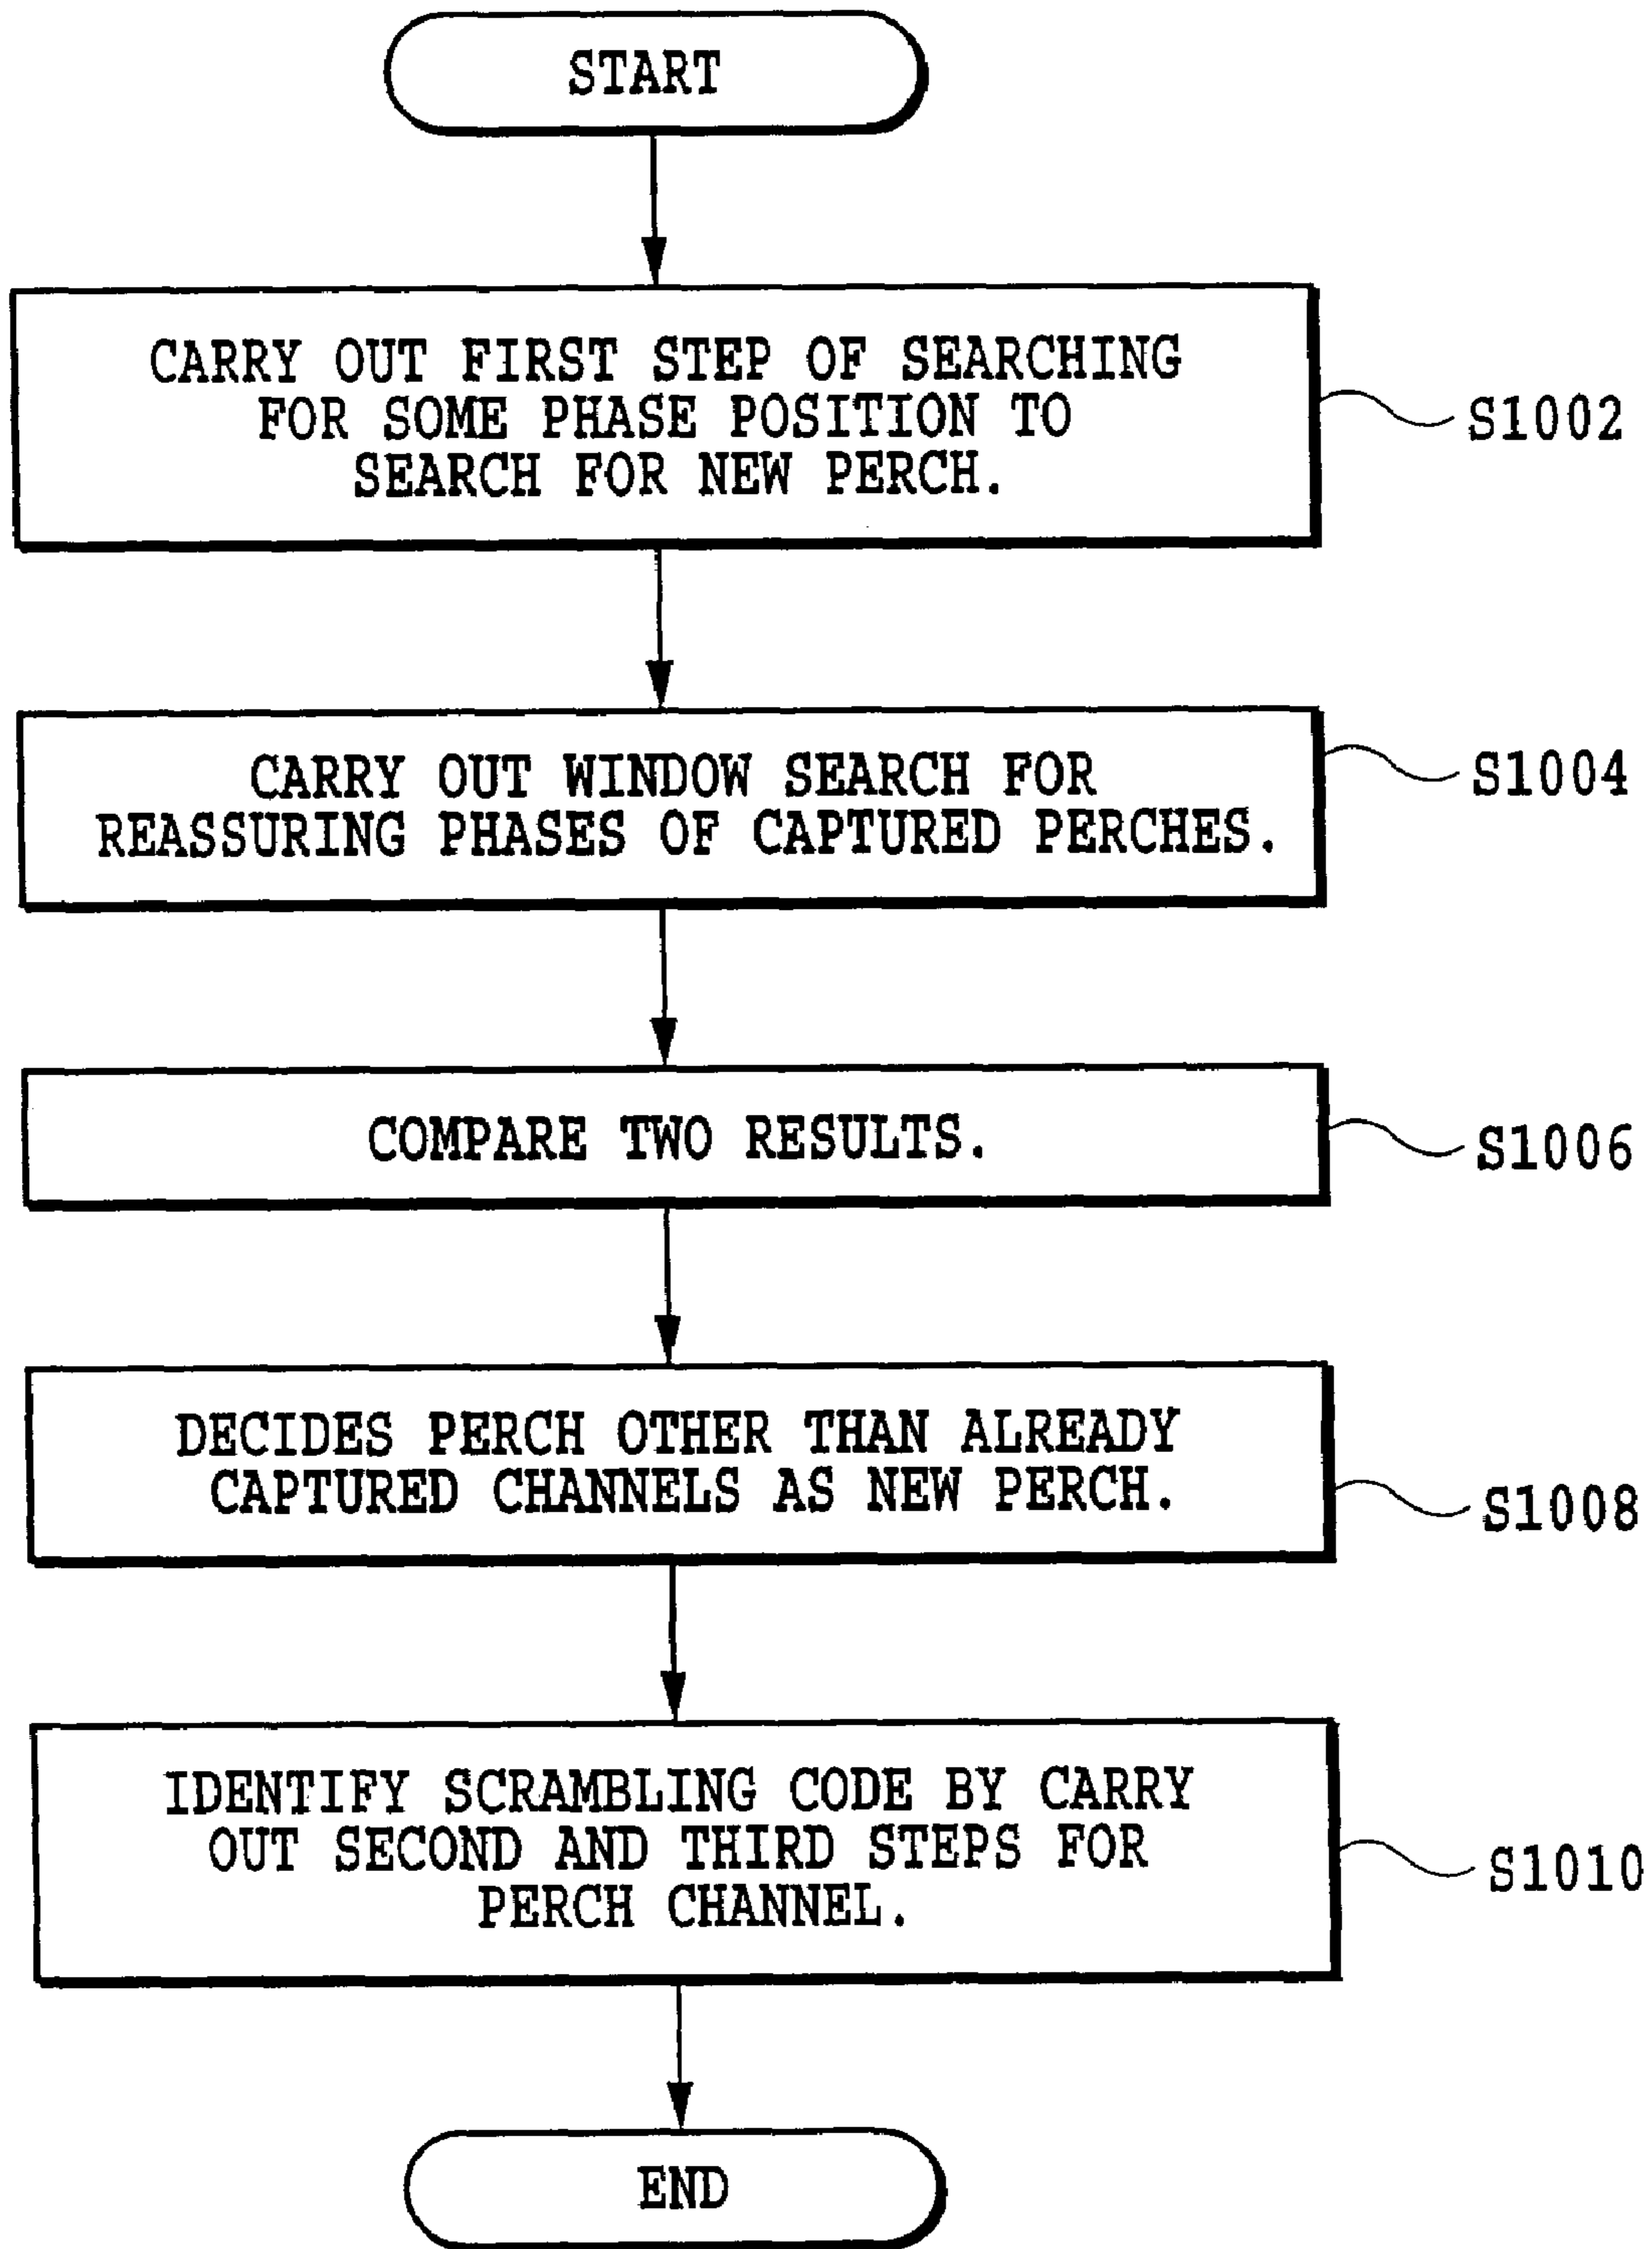 START
CARRY OUT FIRST STEP OF SEARCHING
FOR SOME PHASE POSITION TO
SEARCH FOR NEW PERCH.
S1002
CARRY OUT WINDOW SEARCH FOR
REASSURING PHASES OF CAPTURED PERCHES.
S1004
COMPARE TWO RESULTS.
S1006
DECIDES PERCH OTHER THAN ALREADY
CAPTURED CHANNELS AS NEW PERCH.
S1008
IDENTIFY SCRAMBLING CODE BY CARRY
OUT SECOND AND THIRD STEPS FOR
PERCH CHANNEL.
S1010
END